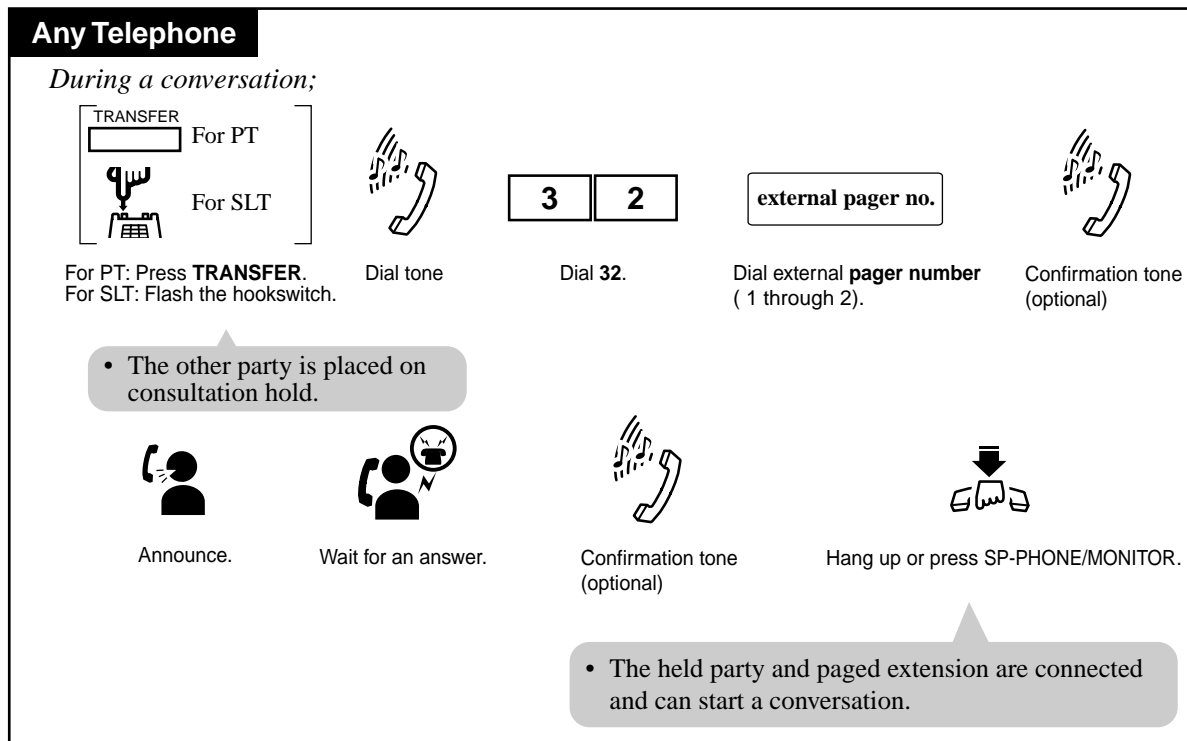 Any Telephone
During a conversation;
TRANSFER
For PT
For SLT
3 2
external pager no.
For PT: Press TRANSFER.
For SLT: Flash the hookswitch.
Dial tone
Dial 32.
Dial external pager number
( 1 through 2).
Confirmation tone
(optional)
• The other party is placed on
consultation hold.
Announce.
Wait for an answer.
Confirmation tone
(optional)
Hang up or press SP-PHONE/MONITOR.
• The held party and paged extension are connected
and can start a conversation.